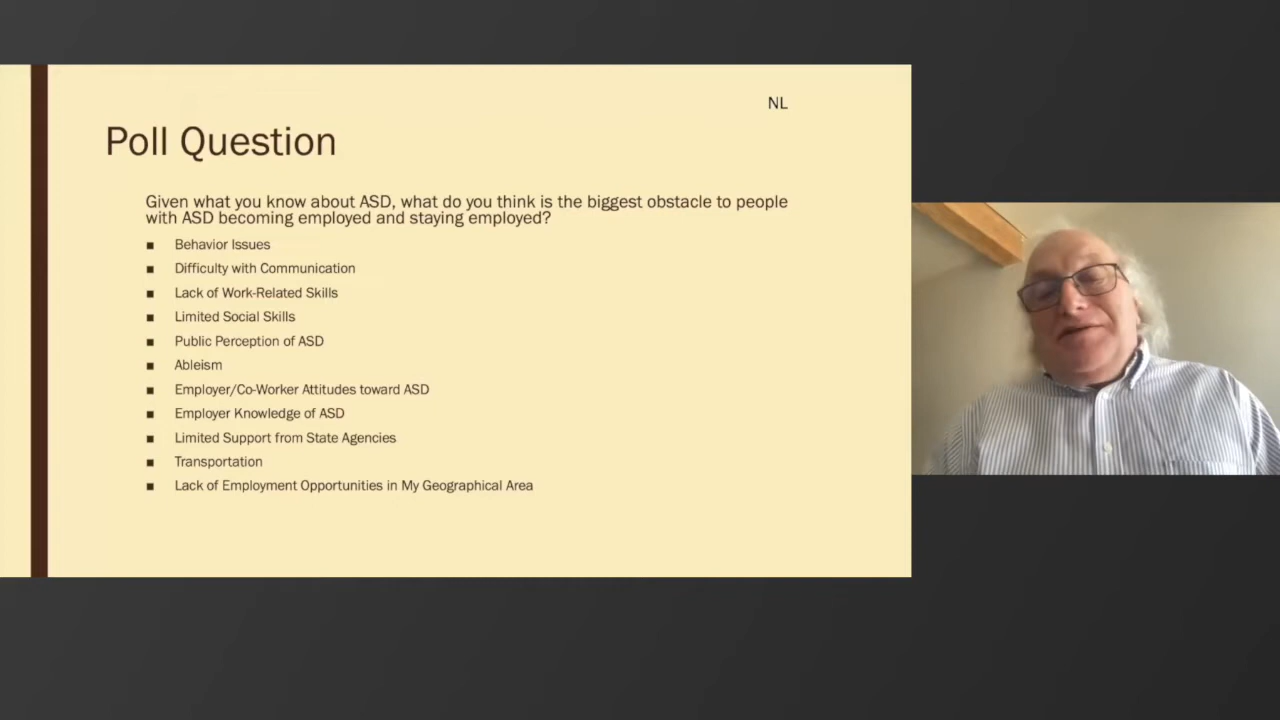 NL
Poll Question
Given what you know about ASD, what do you think is the biggest obstacle to people
with ASD becoming employed and staying employed?
■ Behavior Issues
■ Difficulty with Communication
■ Lack of Work-Related Skills
■ Limited Social Skills
■ Public Perception of ASD
■ Ableism
■ Employer/Co-Worker Attitudes toward ASD
■ Employer Knowledge of ASD
■ Limited Support from State Agencies
■ Transportation
■ Lack of Employment Opportunities in My Geographical Area